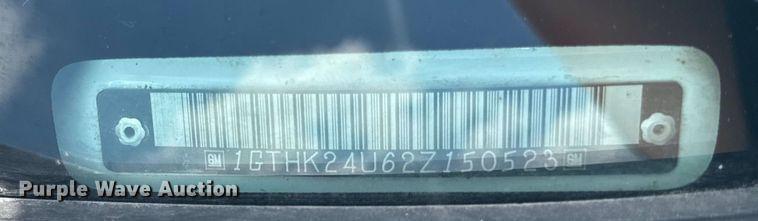 GM 1GTHK24U62Z150523 GM
Purple Wave Auction